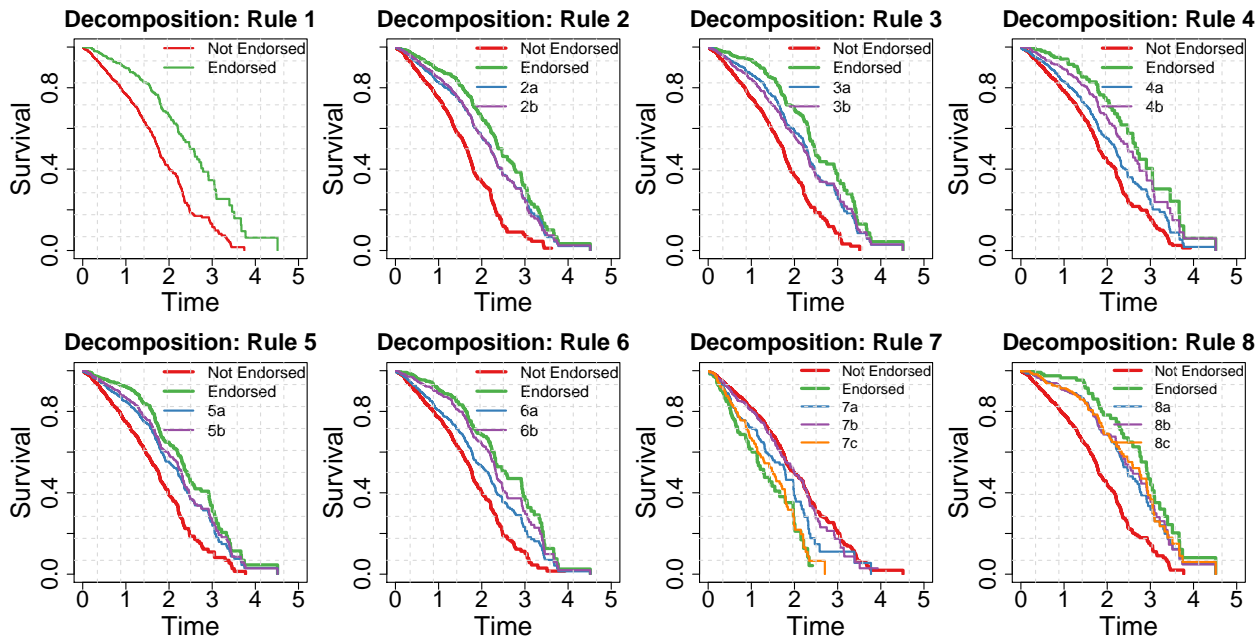 Decomposition: Rule 1
Survival
0.0 0.4 0.8
Not Endorsed
Endorsed
0 1 2 3 4 5
Time
Decomposition: Rule 2
Survival
0.0 0.4 0.8
Not Endorsed
Endorsed
2a
2b
0 1 2 3 4 5
Time
Decomposition: Rule 3
Survival
0.0 0.4 0.8
Not Endorsed
Endorsed
3a
3b
0 1 2 3 4 5
Time
Decomposition: Rule 4
Survival
0.0 0.4 0.8
Not Endorsed
Endorsed
4a
4b
0 1 2 3 4 5
Time
Decomposition: Rule 5
Survival
0.0 0.4 0.8
Not Endorsed
Endorsed
5a
5b
0 1 2 3 4 5
Time
Decomposition: Rule 6
Survival
0.0 0.4 0.8
Not Endorsed
Endorsed
6a
6b
0 1 2 3 4 5
Time
Decomposition: Rule 7
Survival
0.0 0.4 0.8
Not Endorsed
Endorsed
7a
7b
7c
0 1 2 3 4 5
Time
Decomposition: Rule 8
Survival
0.0 0.4 0.8
Not Endorsed
Endorsed
8a
8b
8c
0 1 2 3 4 5
Time